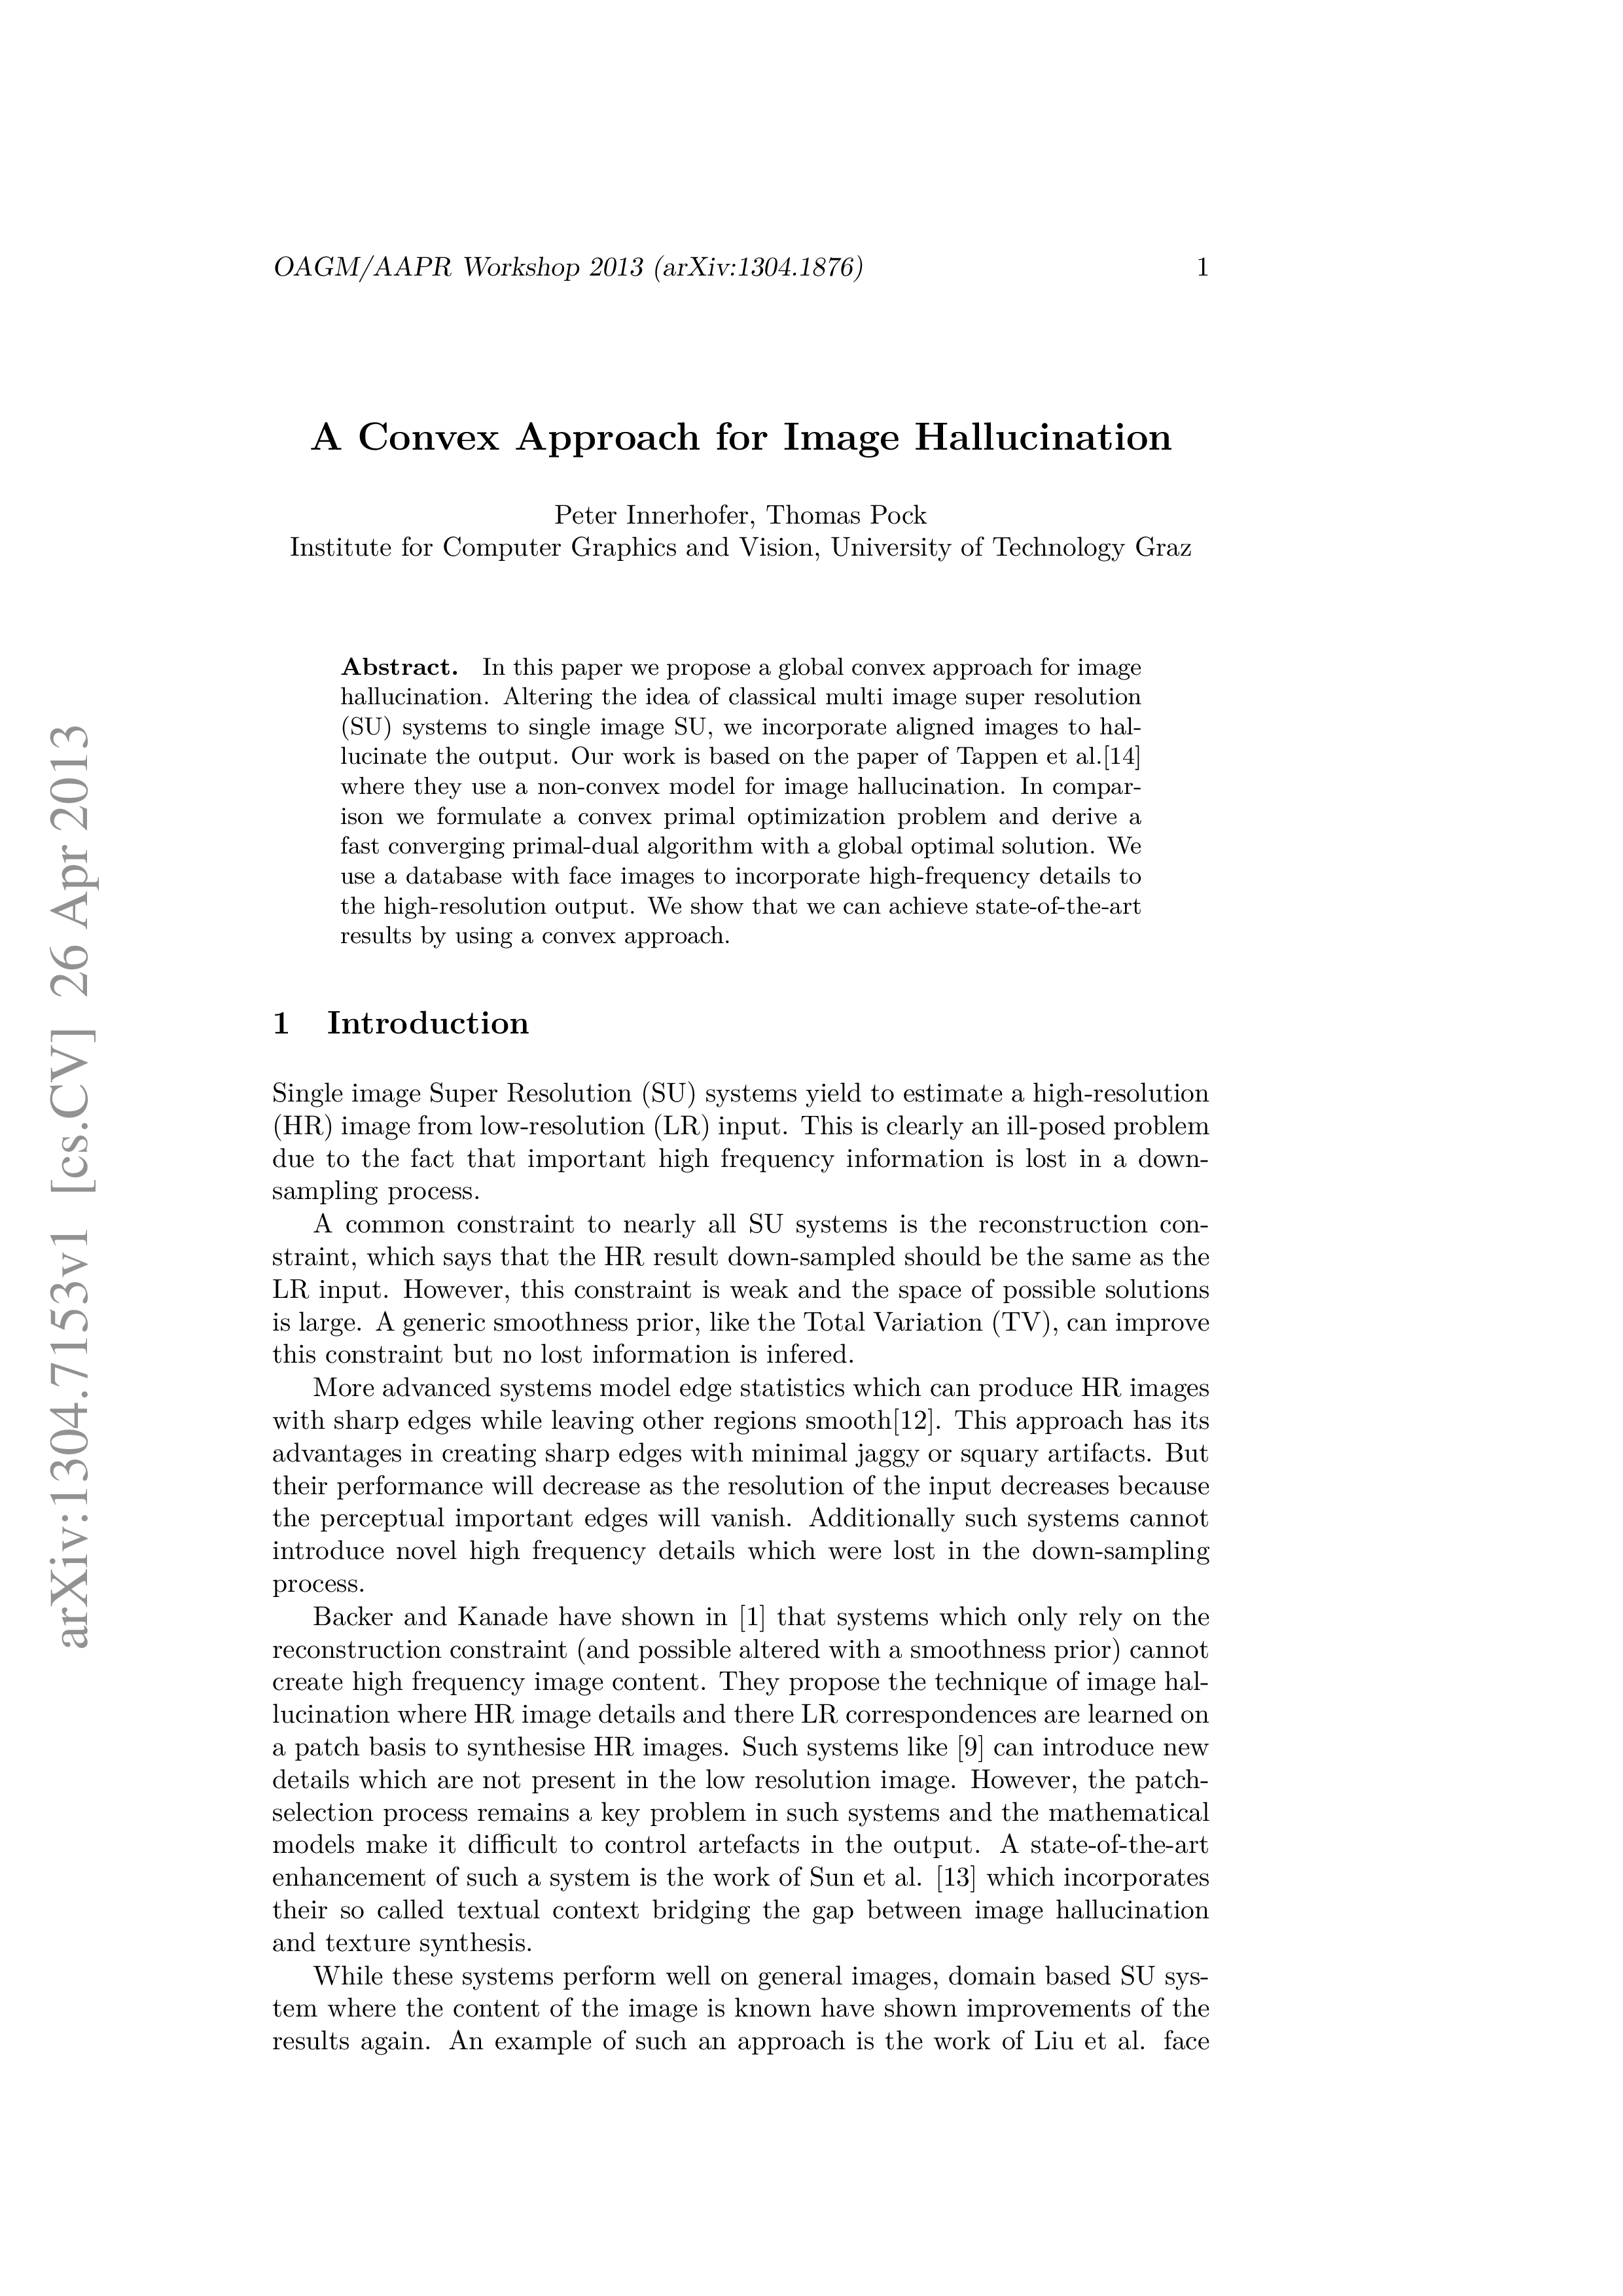 OAGM/AAPR Workshop 2013 (arXiv:1304.1876) 1
A Convex Approach for Image Hallucination
Peter Innerhofer, Thomas Pock
Institute for Computer Graphics and Vision, University of Technology Graz
Abstract. In this paper we propose a global convex approach for image
hallucination. Altering the idea of classical multi image super resolution
(SU) systems to single image SU, we incorporate aligned images to hal-
lucinate the output. Our work is based on the paper of Tappen et al.[14]
where they use a non-convex model for image hallucination. In compar-
ison we formulate a convex primal optimization problem and derive a
fast converging primal-dual algorithm with a global optimal solution. We
use a database with face images to incorporate high-frequency details to
the high-resolution output. We show that we can achieve state-of-the-art
results by using a convex approach.
1 Introduction
Single image Super Resolution (SU) systems yield to estimate a high-resolution
(HR) image from low-resolution (LR) input. This is clearly an ill-posed problem
due to the fact that important high frequency information is lost in a down-
sampling process.
A common constraint to nearly all SU systems is the reconstruction con-
straint, which says that the HR result down-sampled should be the same as the
LR input. However, this constraint is weak and the space of possible solutions
is large. A generic smoothness prior, like the Total Variation (TV), can improve
this constraint but no lost information is infered.
More advanced systems model edge statistics which can produce HR images
with sharp edges while leaving other regions smooth[12]. This approach has its
advantages in creating sharp edges with minimal jaggy or squary artifacts. But
their performance will decrease as the resolution of the input decreases because
the perceptual important edges will vanish. Additionally such systems cannot
introduce novel high frequency details which were lost in the down-sampling
process.
Backer and Kanade have shown in [1] that systems which only rely on the
reconstruction constraint (and possible altered with a smoothness prior) cannot
create high frequency image content. They propose the technique of image hal-
lucination where HR image details and there LR correspondences are learned on
a patch basis to synthesise HR images. Such systems like [9] can introduce new
details which are not present in the low resolution image. However, the patch-
selection process remains a key problem in such systems and the mathematical
models make it difficult to control artefacts in the output. A state-of-the-art
enhancement of such a system is the work of Sun et al. [13] which incorporates
their so called textual context bridging the gap between image hallucination
and texture synthesis.
While these systems perform well on general images, domain based SU sys-
tem where the content of the image is known have shown improvements of the
results again. An example of such an approach is the work of Liu et al. face
arXiv:1304.7153v1 [cs.CV] 26 Apr 2013